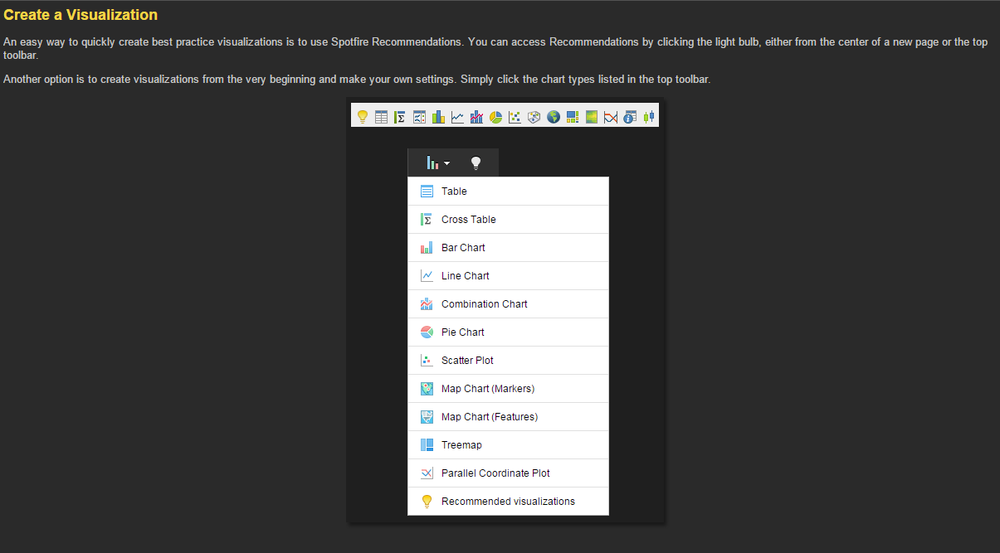 Create a Visualization
An easy way to quickly create best practice visualizations is to use Spotfire Recommendations. You can access Recommendations by clicking the light bulb, either from the center of a new page or the top
toolbar.
Another option is to create visualizations from the very beginning and make your own settings. Simply click the chart types listed in the top toolbar.
Table
Cross Table
Bar Chart
Line Chart
Combination Chart
Pie Chart
Scatter Plot
Map Chart (Markers)
Map Chart (Features)
Treemap
Parallel Coordinate Plot
Recommended visualizations